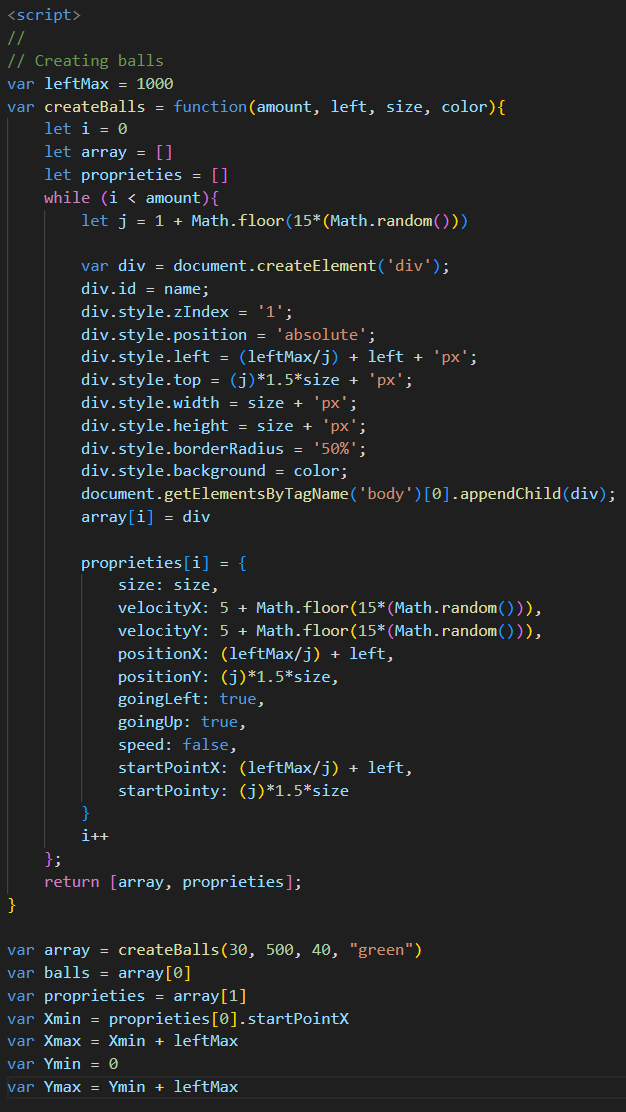 <script>
//
// Creating balls
var leftMax = 1000
var createBalls = function(amount, left, size, color){
    let i = 0
    let array = []
    let proprieties = []
    while (i < amount){
        let j = 1 + Math.floor(15*(Math.random()))

        var div = document.createElement('div');
        div.id = name;
        div.style.zIndex = '1';
        div.style.position = 'absolute';
        div.style.left = (leftMax/j) + left + 'px';
        div.style.top = (j)*1.5*size + 'px';
        div.style.width = size + 'px';
        div.style.height = size + 'px';
        div.style.borderRadius = '50%';
        div.style.background = color;
        document.getElementsByTagName('body')[0].appendChild(div);
        array[i] = div

        proprieties[i] = {
            size: size,
            velocityX: 5 + Math.floor(15*(Math.random())),
            velocityY: 5 + Math.floor(15*(Math.random())),
            positionX: (leftMax/j) + left,
            positionY: (j)*1.5*size,
            goingLeft: true,
            goingUp: true,
            speed: false,
            startPointX: (leftMax/j) + left,
            startPointy: (j)*1.5*size
        }
        i++
    };
    return [array, proprieties];
}

var array = createBalls(30, 500, 40, "green")
var balls = array[0]
var proprieties = array[1]
var Xmin = proprieties[0].startPointX
var Xmax = Xmin + leftMax
var Ymin = 0
var Ymax = Ymin + leftMax